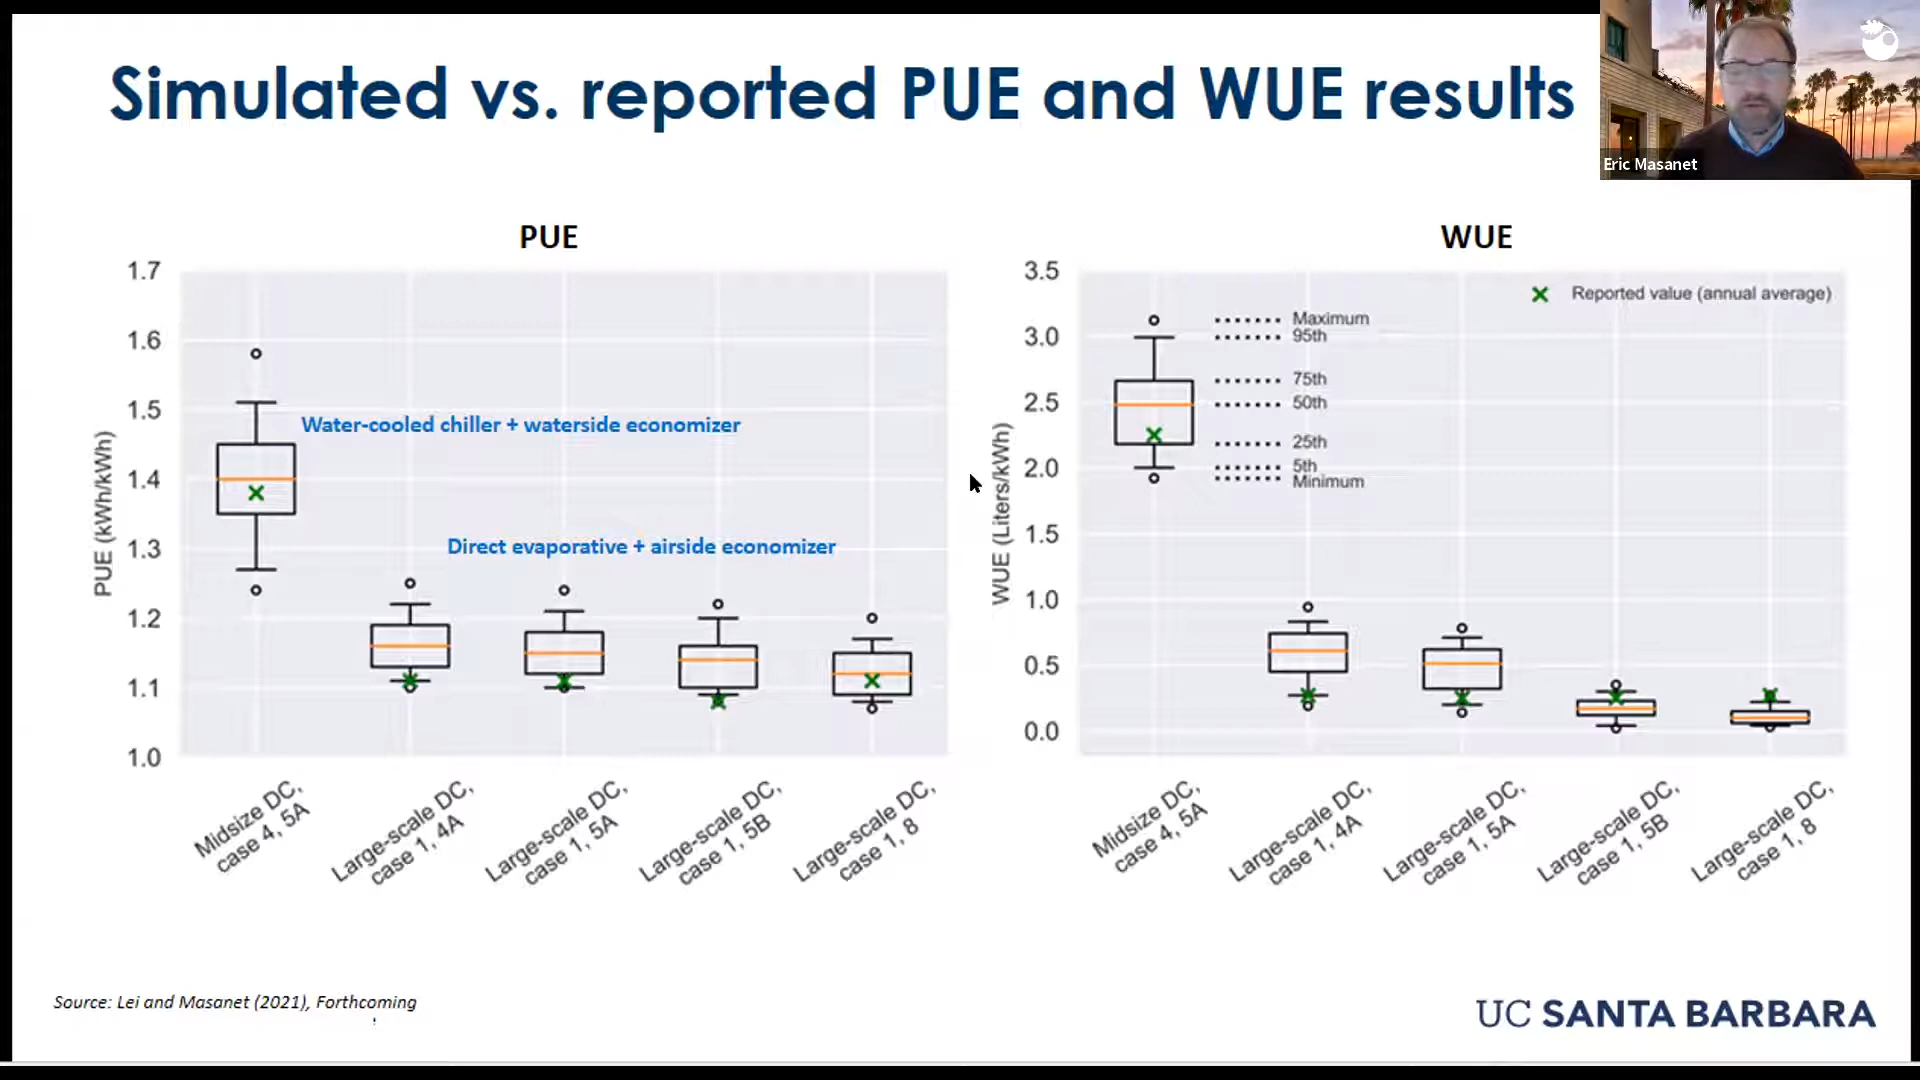 Simulated vs. reported PUE and WUE results
Eric Masanet
PUE
1.7
1.6
1.5
1.4
1.3
1.2
1.1
1.0
PUE (kWh/kWh)
Water-cooled chiller + waterside economizer
Direct evaporative + airside economizer
Midsize DC,
case 4, 5A
Large-scale DC,
case 1, 4A
Large-scale DC,
case 1, 5A
Large-scale DC,
case 1, 5B
Large-scale DC,
case 1, 8
WUE
3.5
3.0
2.5
2.0
1.5
1.0
0.5
0.0
WUE (Liters/kWh)
Reported value (annual average)
Maximum
95th
75th
50th
25th
5th
Minimum
Midsize DC,
case 4, 5A
Large-scale DC,
case 1, 4A
Large-scale DC,
case 1, 5A
Large-scale DC,
case 1, 5B
Large-scale DC,
case 1, 8
Source: Lei and Masanet (2021), Forthcoming
UC SANTA BARBARA